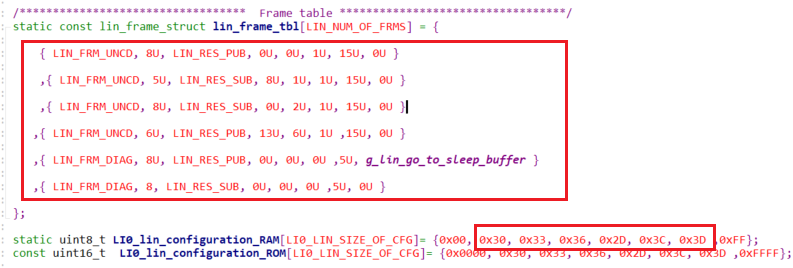 /********************************* Frame table *********************************/
static const lin_frame_struct lin_frame_tbl[LIN_NUM_OF_FRMS] = {
{ LIN_FRM_UNCD, 8U, LIN_RES_PUB, 0U, 0U, 1U, 15U, 0U }
,{ LIN_FRM_UNCD, 5U, LIN_RES_SUB, 8U, 1U, 1U, 15U, 0U }
,{ LIN_FRM_UNCD, 8U, LIN_RES_SUB, 0U, 2U, 1U, 15U, 0U }
,{ LIN_FRM_UNCD, 6U, LIN_RES_PUB, 13U, 6U, 1U ,15U, 0U }
,{ LIN_FRM_DIAG, 8U, LIN_RES_PUB, 0U, 0U, 0U ,5U, g_lin_go_to_sleep_buffer }
,{ LIN_FRM_DIAG, 8, LIN_RES_SUB, 0U, 0U, 0U ,5U, 0U }
};
static uint8_t LI0_lin_configuration_RAM[LI0_LIN_SIZE_OF_CFG]= {0x00, 0x30, 0x33, 0x36, 0x2D, 0x3C, 0x3D ,0xFF};
const uint16_t LI0_lin_configuration_ROM[LI0_LIN_SIZE_OF_CFG]= {0x0000, 0x30, 0x33, 0x36, 0x2D, 0x3C, 0x3D ,0xFFFF};